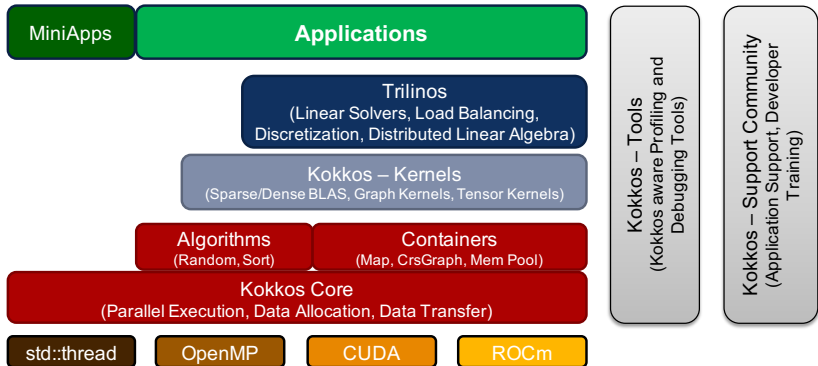 MiniApps
Applications
Trilinos
(Linear Solvers, Load Balancing,
Discretization, Distributed Linear Algebra)
Kokkos – Kernels
(Sparse/Dense BLAS, Graph Kernels, Tensor Kernels)
Algorithms
(Random, Sort)
Containers
(Map, CrsGraph, Mem Pool)
Kokkos Core
(Parallel Execution, Data Allocation, Data Transfer)
std::thread
OpenMP
CUDA
ROCm
Kokkos – Tools
(Kokkos aware Profiling and
Debugging Tools)
Kokkos – Support Community
(Application Support, Developer
Training)